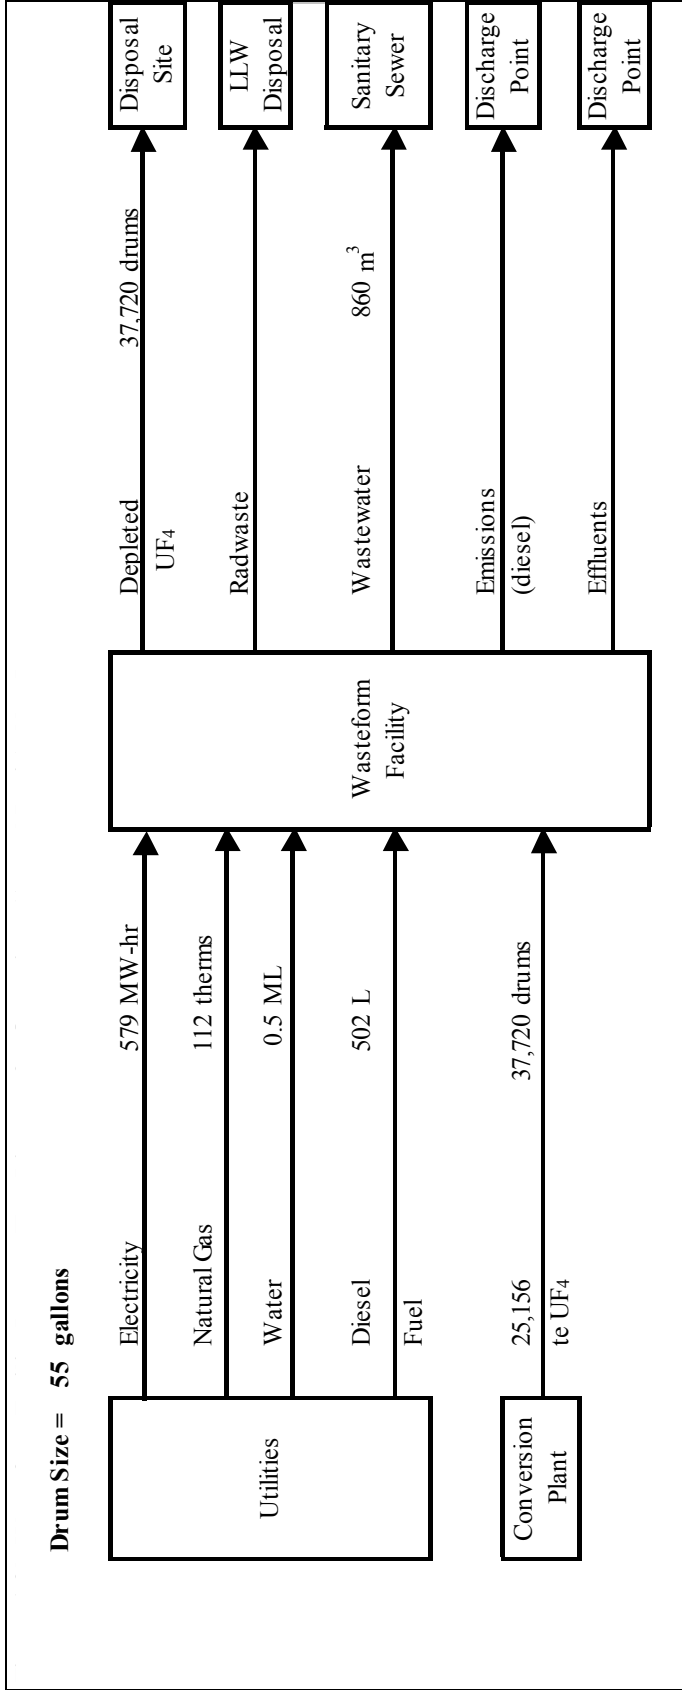 Drum Size = 55 gallons
Utilities
Electricity 579 MW-hr
Natural Gas 112 therms
Water 0.5 ML
Diesel 502 L
Fuel
Conversion
Plant
25,156 37,720 drums
te UF4
Wasteform
Facility
Depleted 37,720 drums
UF4
Radwaste
Wastewater 860 m³
Emissions
(diesel)
Effluents
Disposal
Site
LLW
Disposal
Sanitary
Sewer
Discharge
Point
Discharge
Point